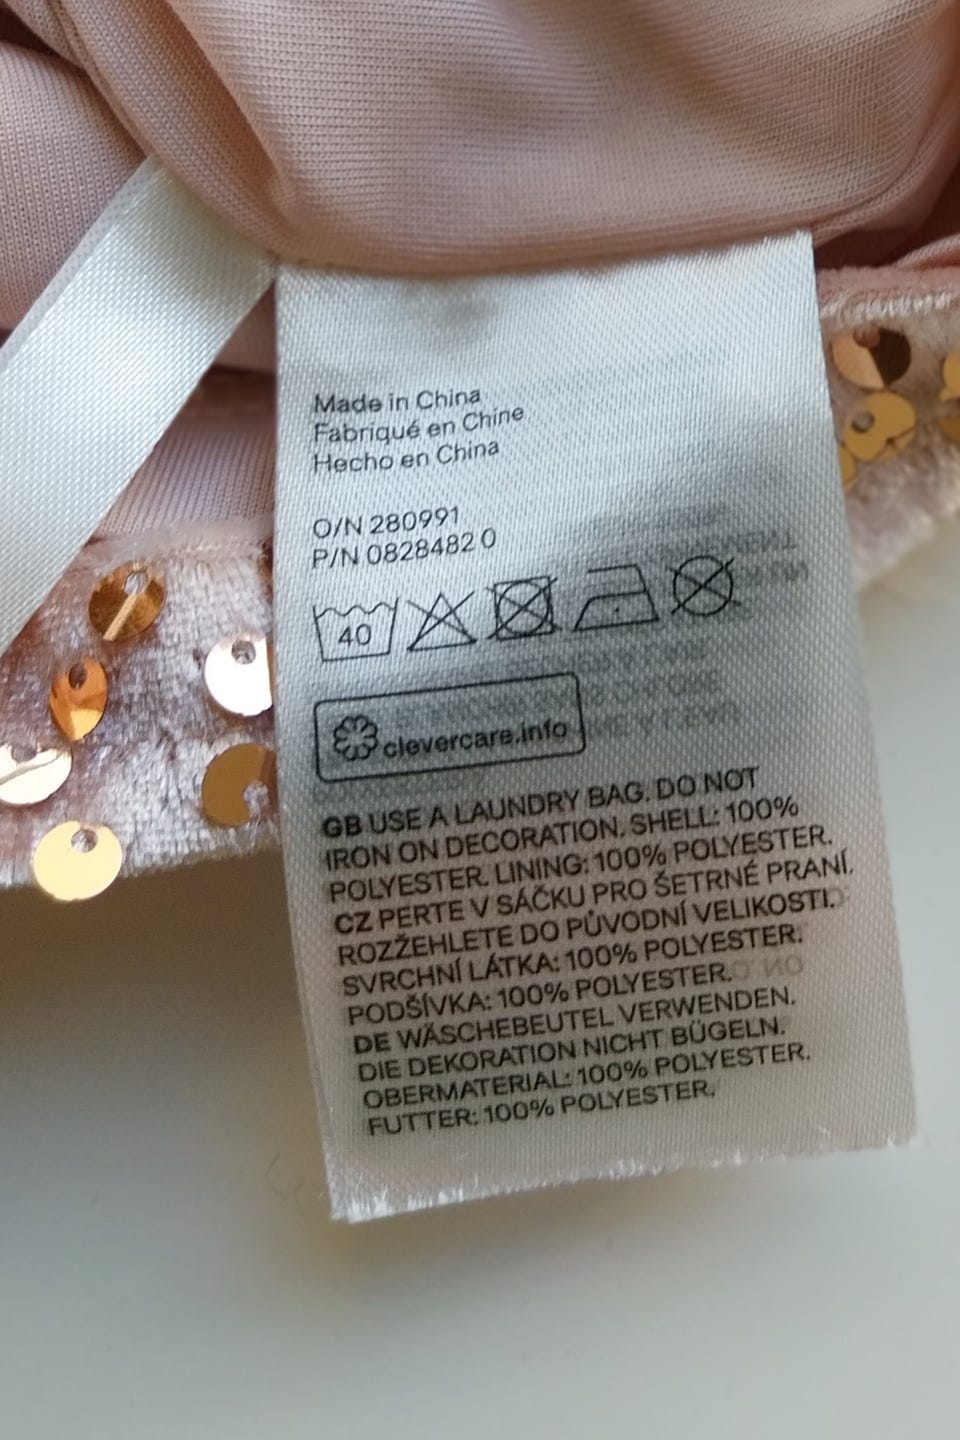 Made in China
Fabriqué en Chine
Hecho en China
O/N 280991
P/N 0828482 0
40
clevercare.info
GB USE A LAUNDRY BAG. DO NOT
IRON ON DECORATION. SHELL: 100%
POLYESTER. LINING: 100% POLYESTER.
CZ PERTE V SÁČKU PRO ŠETRNÉ PRANÍ.
ROZŽEHLETE DO PŮVODNÍ VELIKOSTI.
SVRCHNÍ LÁTKA: 100% POLYESTER.
PODŠÍVKA: 100% POLYESTER.
DE WÄSCHEBEUTEL VERWENDEN.
DIE DEKORATION NICHT BÜGELN.
OBERMATERIAL: 100% POLYESTER.
FUTTER: 100% POLYESTER.